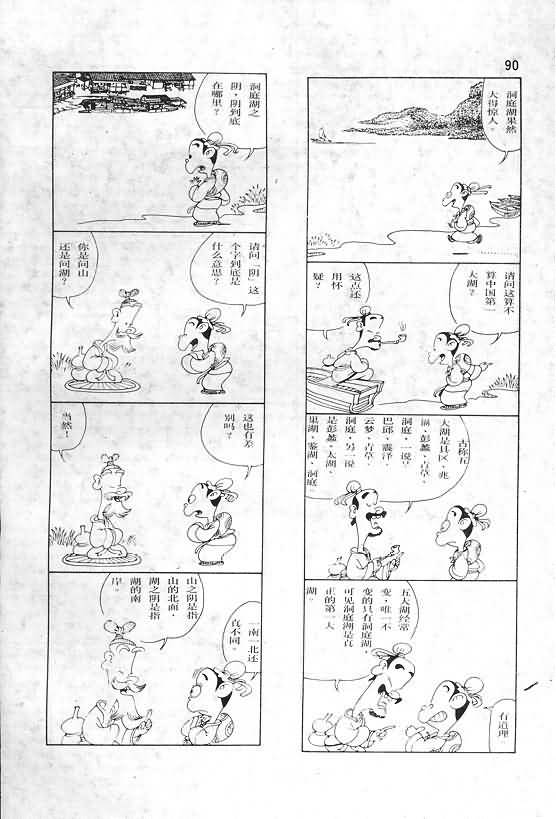 90
洞庭湖果然
大得惊人。
请问这算不
算中国第一
大湖？
这点还
用怀
疑？
古称五
大湖是具区，兆
滆，彭蠡，青草，
洞庭，一说
巴邱，震泽
云梦，青草，
洞庭，另一说
是彭蠡，太湖，
巢湖，鉴湖，洞庭
五大湖经常
变，唯一不
变的只有洞庭湖，
可见洞庭湖是真
正的第一大
湖。
有道理。
洞庭湖之
阴，阴到底
在哪里？
请问「阴」这
个字到底是
什么意思？
你是问山
还是问湖？
这也有差
别吗？
当然！
山之阴是指
山的北面，
湖之阴是指
湖的南
岸。
一南一北还
真不同。